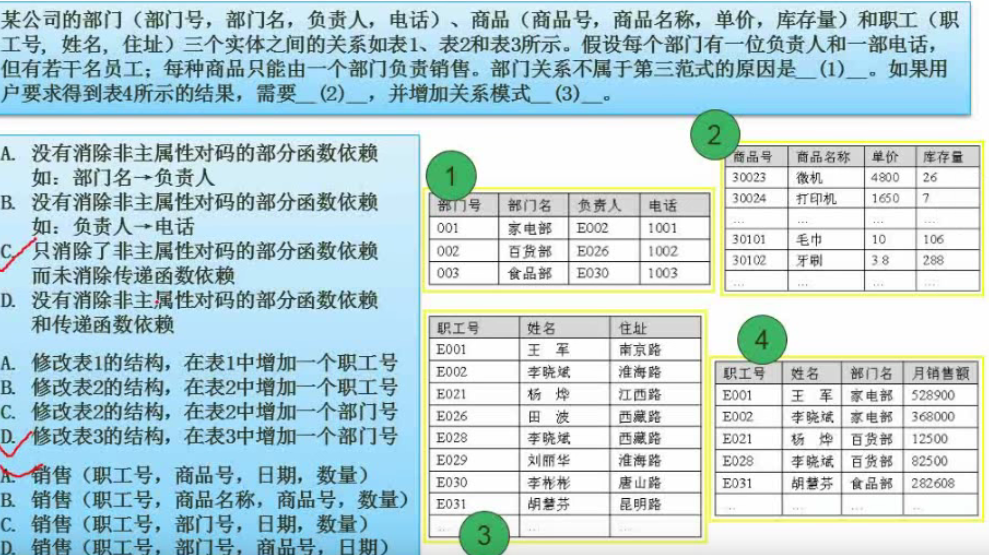 某公司的部门（部门号，部门名，负责人，电话）、商品（商品号，商品名称，单价，库存量）和职工（职
工号，姓名，住址）三个实体之间的关系如表1、表2和表3所示。假设每个部门有一位负责人和一部电话，
但有若干名员工；每种商品只能由一个部门负责销售。部门关系不属于第三范式的原因是__(1)__。如果用
户要求得到表4所示的结果，需要__(2)__，并增加关系模式__(3)__。
A. 没有消除非主属性对码的部分函数依赖
如：部门名→负责人
B. 没有消除非主属性对码的部分函数依赖
如：负责人→电话
C. 只消除了非主属性对码的部分函数依赖
而未消除传递函数依赖
D. 没有消除非主属性对码的部分函数依赖
和传递函数依赖
A. 修改表1的结构，在表1中增加一个职工号
B. 修改表2的结构，在表2中增加一个职工号
C. 修改表2的结构，在表2中增加一个部门号
D. 修改表3的结构，在表3中增加一个部门号
A. 销售（职工号，商品号，日期，数量）
B. 销售（职工号，商品名称，商品号，数量）
C. 销售（职工号，部门号，日期，数量）
D. 销售（职工号，部门号，商品号，日期）
1
部门号 部门名 负责人 电话
001 家电部 E002 1001
002 百货部 E026 1002
003 食品部 E030 1003
2
商品号 商品名称 单价 库存量
30023 微机 4800 26
30024 打印机 1650 7
... ... ... ...
30101 毛巾 10 106
30102 牙刷 3.8 288
... ... ... ...
职工号 姓名 住址
E001 王 军 南京路
E002 李晓斌 淮海路
E021 杨 烨 江西路
E026 田 波 西藏路
E028 李晓斌 西藏路
E029 刘丽华 淮海路
E030 李彬彬 唐山路
E031 胡慧芬 昆明路
... ... ...
3
4
职工号 姓名 部门名 月销售额
E001 王 军 家电部 528900
E002 李晓斌 家电部 368000
E021 杨 烨 百货部 12500
E028 李晓斌 百货部 82500
E031 胡慧芬 食品部 282608
... ... ... ...